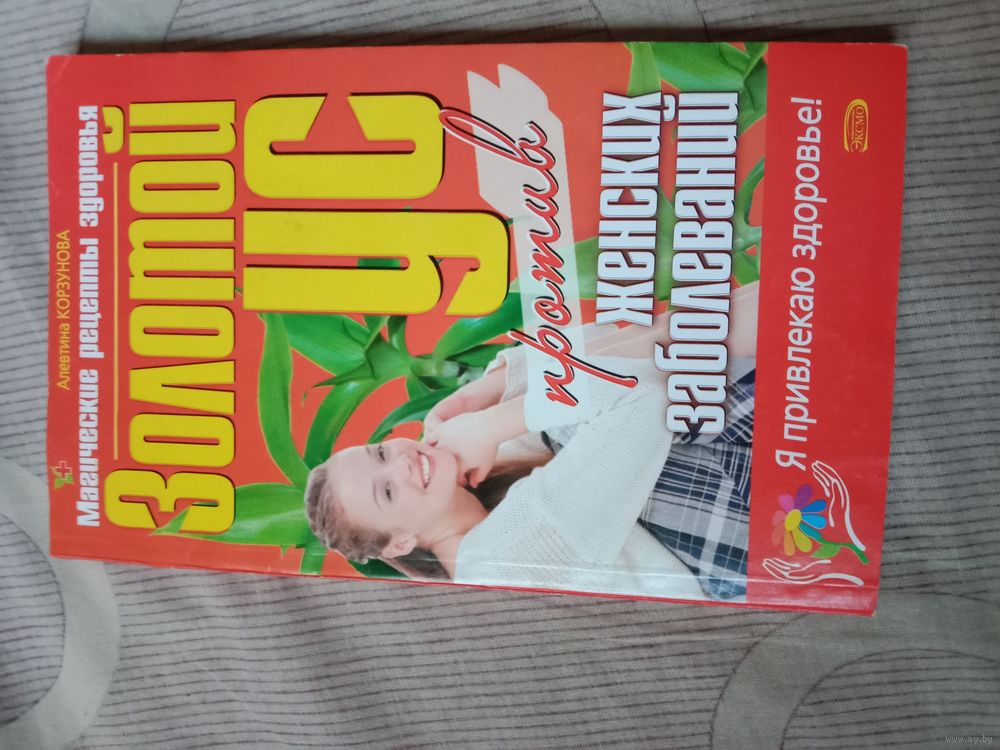 Алевтина КОРЗУНОВА
Магические рецепты здоровья
ЗОЛОТОЙ
УС
против
ЖЕНСКИХ
ЗАБОЛЕВАНИЙ
Я привлекаю здоровье!
ЭКСМО
www.ay.by